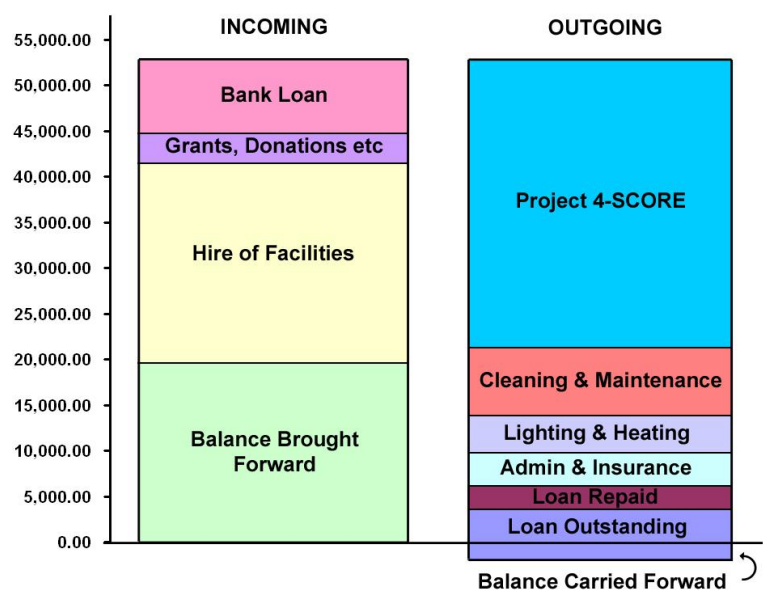 INCOMING
OUTGOING
55,000.00
50,000.00
45,000.00
40,000.00
35,000.00
30,000.00
25,000.00
20,000.00
15,000.00
10,000.00
5,000.00
0.00
Bank Loan
Grants, Donations etc
Hire of Facilities
Balance Brought
Forward
Project 4-SCORE
Cleaning & Maintenance
Lighting & Heating
Admin & Insurance
Loan Repaid
Loan Outstanding
Balance Carried Forward